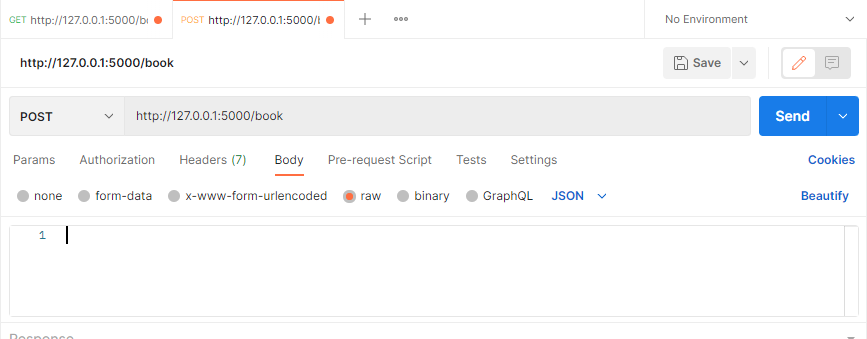 GET http://127.0.0.1:5000/b
POST http://127.0.0.1:5000/b
No Environment
http://127.0.0.1:5000/book
Save
POST http://127.0.0.1:5000/book Send
Params Authorization Headers (7) Body Pre-request Script Tests Settings Cookies
none form-data x-www-form-urlencoded raw binary GraphQL JSON Beautify
1
Response